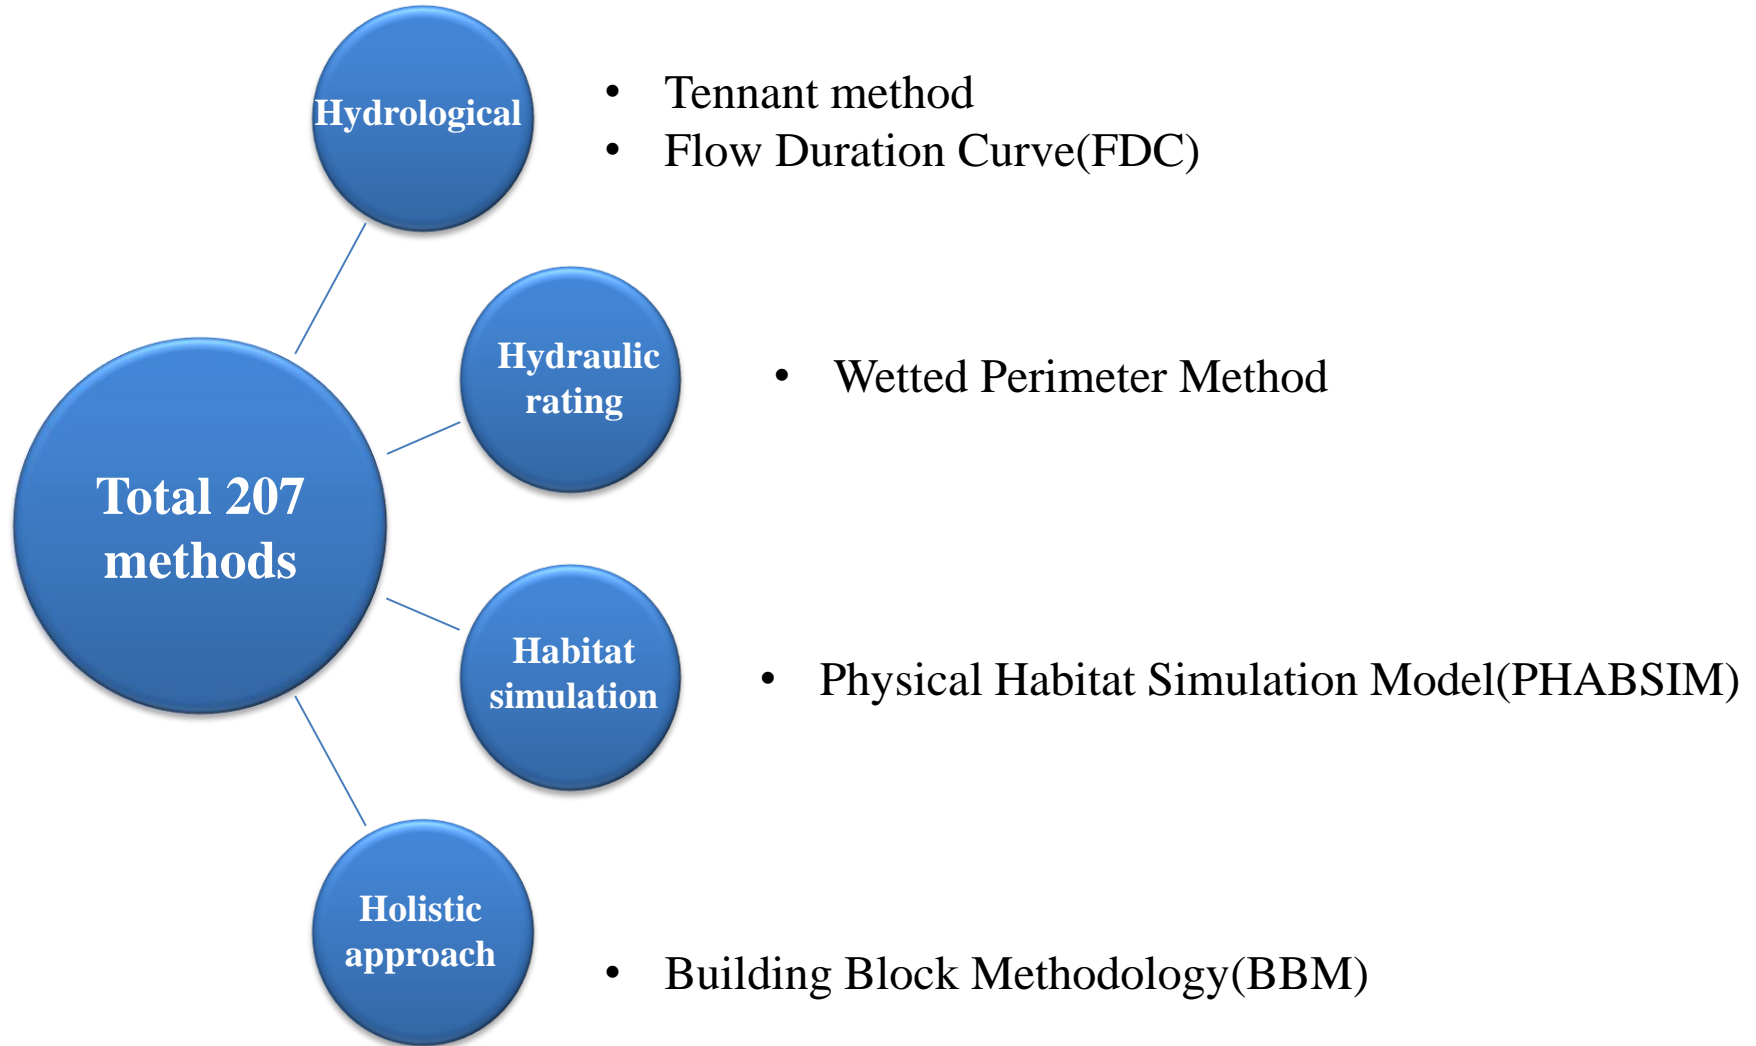 Hydrological
• Tennant method
• Flow Duration Curve(FDC)
Hydraulic
rating
• Wetted Perimeter Method
Total 207
methods
Habitat
simulation
• Physical Habitat Simulation Model(PHABSIM)
Holistic
approach
• Building Block Methodology(BBM)